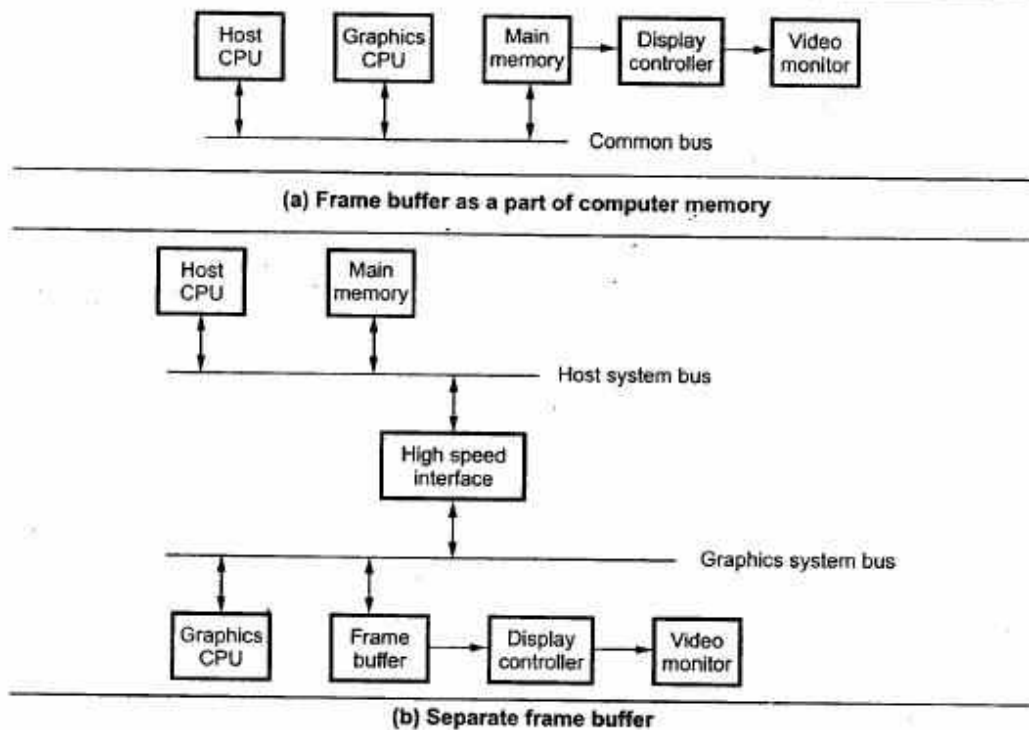 Host
CPU
Graphics
CPU
Main
memory
Display
controller
Video
monitor
Common bus
(a) Frame buffer as a part of computer memory
Host
CPU
Main
memory
Host system bus
High speed
interface
Graphics system bus
Graphics
CPU
Frame
buffer
Display
controller
Video
monitor
(b) Separate frame buffer